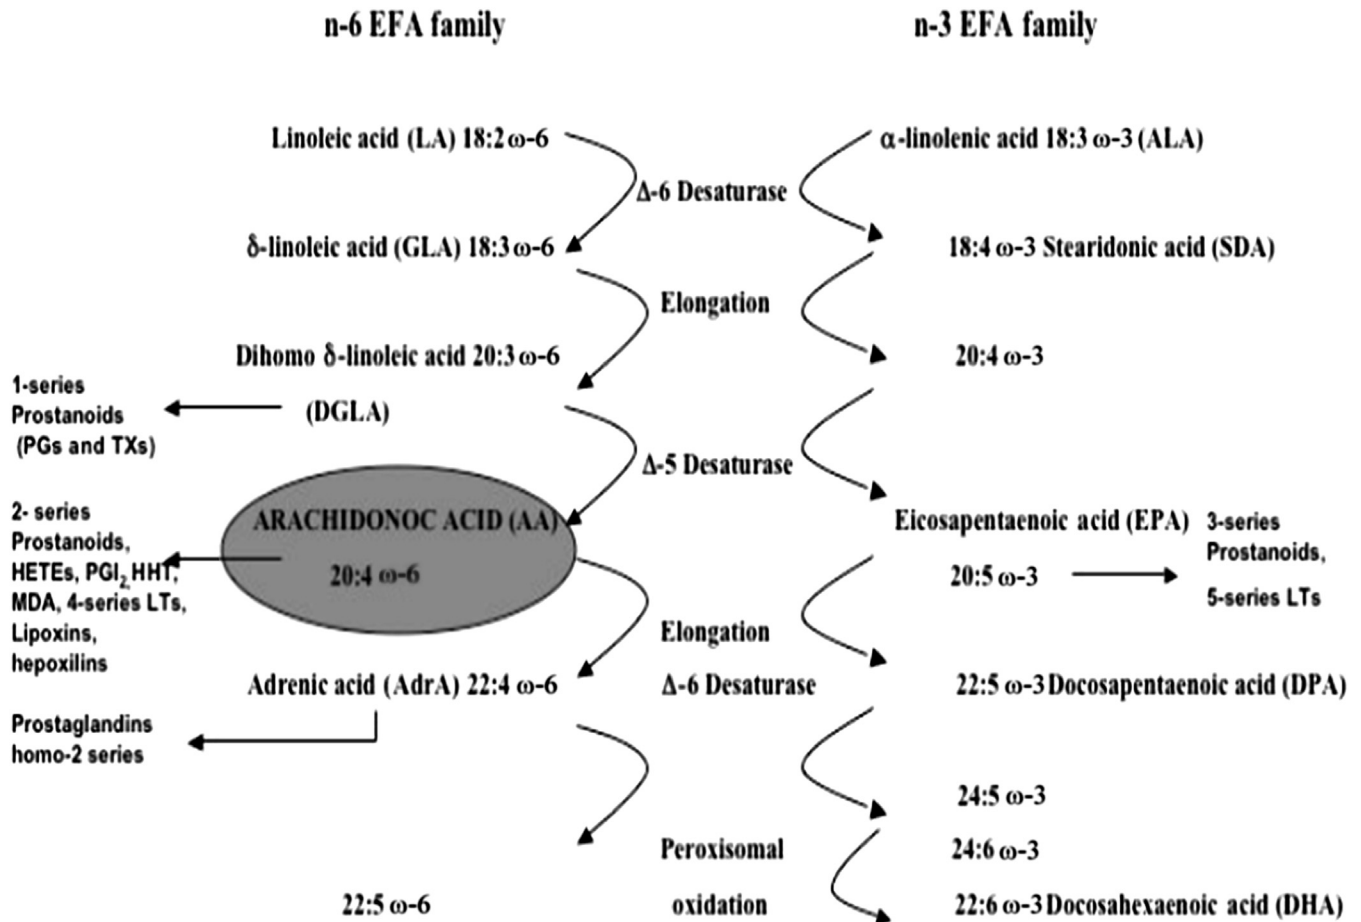 n-6 EFA family
n-3 EFA family
Linoleic acid (LA) 18:2 ω-6
α-linolenic acid 18:3 ω-3 (ALA)
Δ-6 Desaturase
δ-linoleic acid (GLA) 18:3 ω-6
18:4 ω-3 Stearidonic acid (SDA)
Elongation
Dihomo δ-linoleic acid 20:3 ω-6
20:4 ω-3
1-series
Prostanoids
(PGs and TXs)
(DGLA)
Δ-5 Desaturase
2- series
Prostanoids,
HETEs, PGI2 HHT,
MDA, 4-series LTs,
Lipoxins,
hepoxilins
ARACHIDONOC ACID (AA)
20:4 ω-6
Eicosapentaenoic acid (EPA)
20:5 ω-3
3-series
Prostanoids,
5-series LTs
Elongation
Adrenic acid (AdrA) 22:4 ω-6
Δ-6 Desaturase
22:5 ω-3 Docosapentaenoic acid (DPA)
Prostaglandins
homo-2 series
24:5 ω-3
Peroxisomal
24:6 ω-3
22:5 ω-6
oxidation
22:6 ω-3 Docosahexaenoic acid (DHA)